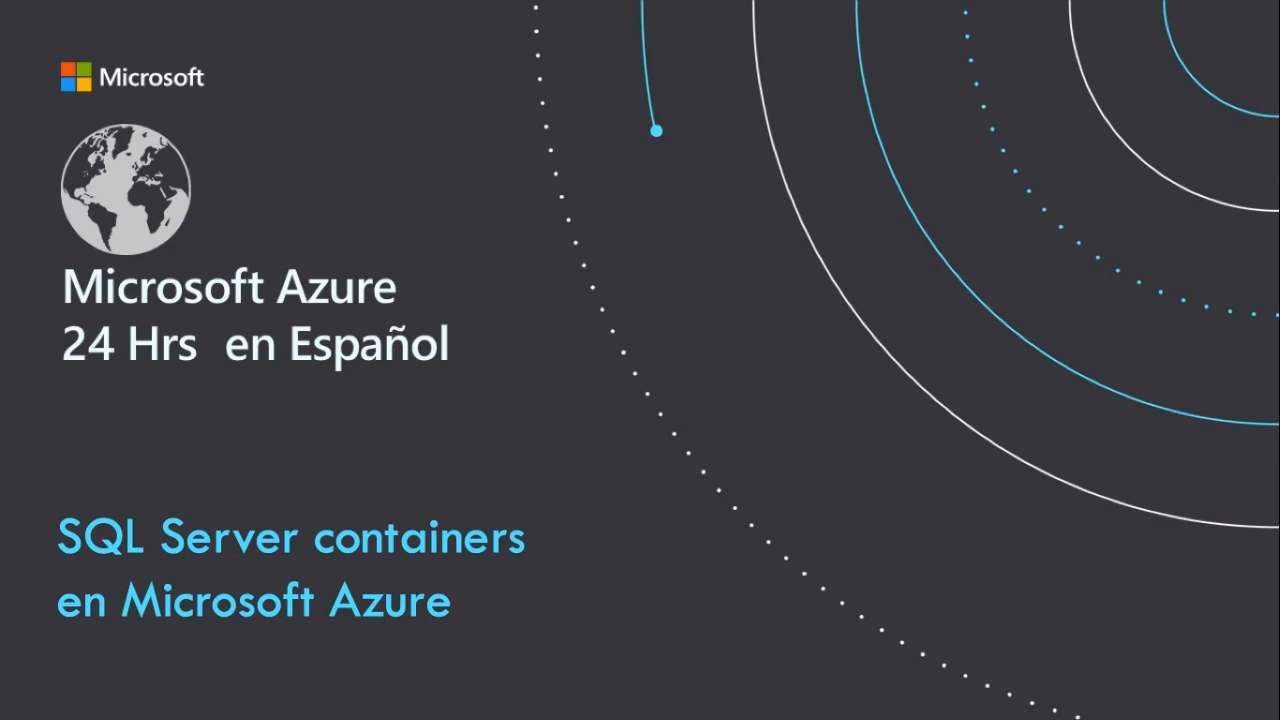 Microsoft
Microsoft Azure
24 Hrs en Español
SQL Server containers
en Microsoft Azure